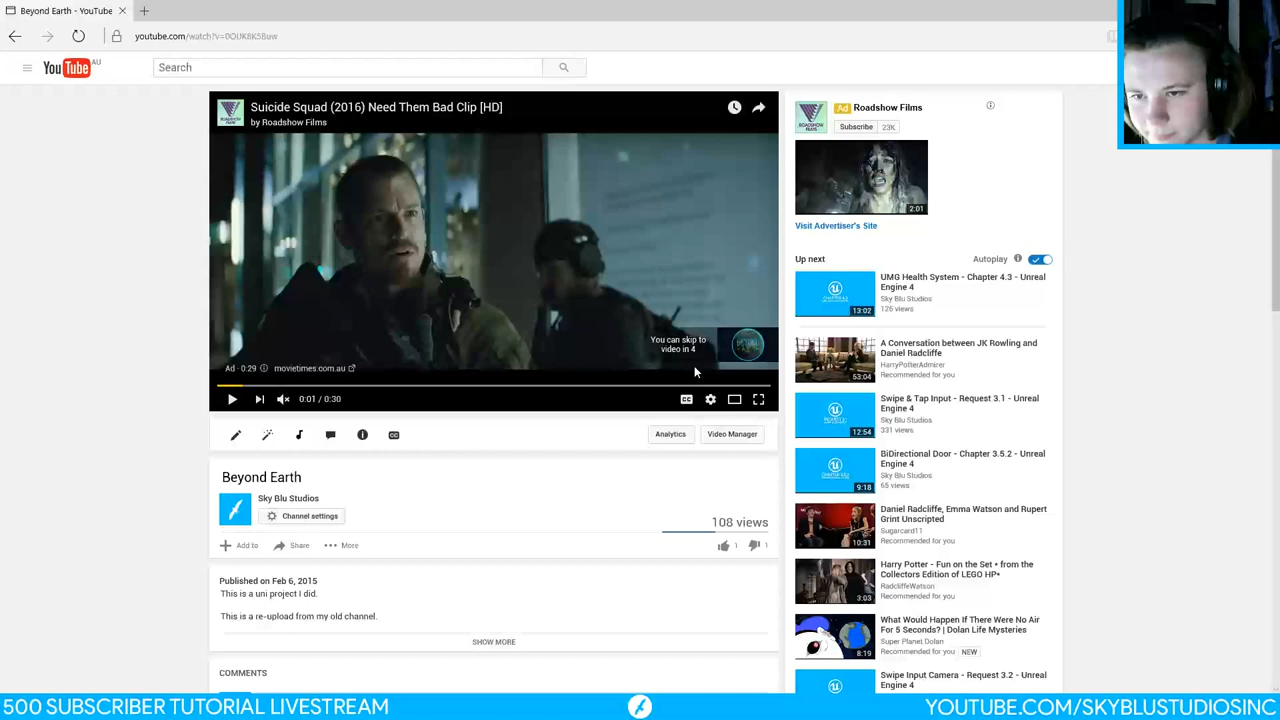 Beyond Earth - YouTube
youtube.com/watch?v=
YouTube AU
Search
Suicide Squad (2016) Need Them Bad Clip [HD]
by Roadshow Films
You can skip to
video in 4
Ad · 0:29
movietimes.com.au
0:01 / 0:30
CC
Analytics
Video Manager
Beyond Earth
Sky Blu Studios
Channel settings
108 views
Add to
Share
More
1
1
Published on Feb 6, 2015
This is a uni project I did.
This is a re-upload from my old channel.
SHOW MORE
COMMENTS
Ad Roadshow Films
Subscribe 23K
ROADSHOW
FILMS
2:01
Visit Advertiser's Site
Up next
Autoplay
UMG Health System - Chapter 4.3 - Unreal
Engine 4
Sky Blu Studios
126 views
13:02
A Conversation between JK Rowling and
Daniel Radcliffe
HarryPotterAdmirer
Recommended for you
53:04
Swipe & Tap Input - Request 3.1 - Unreal
Engine 4
Sky Blu Studios
331 views
12:54
BiDirectional Door - Chapter 3.5.2 - Unreal
Engine 4
Sky Blu Studios
65 views
9:18
Daniel Radcliffe, Emma Watson and Rupert
Grint Unscripted
Sugarcard11
Recommended for you
10:31
Harry Potter - Fun on the Set • from the
Collectors Edition of LEGO HP•
RadcliffeWatson
Recommended for you
3:03
What Would Happen If There Were No Air
For 5 Seconds? | Dolan Life Mysteries
Super Planet Dolan
Recommended for you NEW
8:19
Swipe Input Camera - Request 3.2 - Unreal
Engine 4
500 SUBSCRIBER TUTORIAL LIVESTREAM
YOUTUBE.COM/SKYBLUSTUDIOSINC